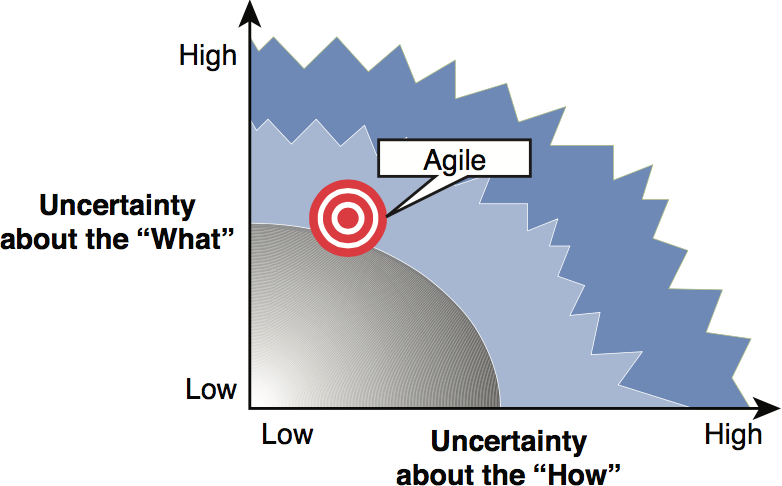 High
Agile
Uncertainty
about the “What”
Low
Low
High
Uncertainty
about the “How”